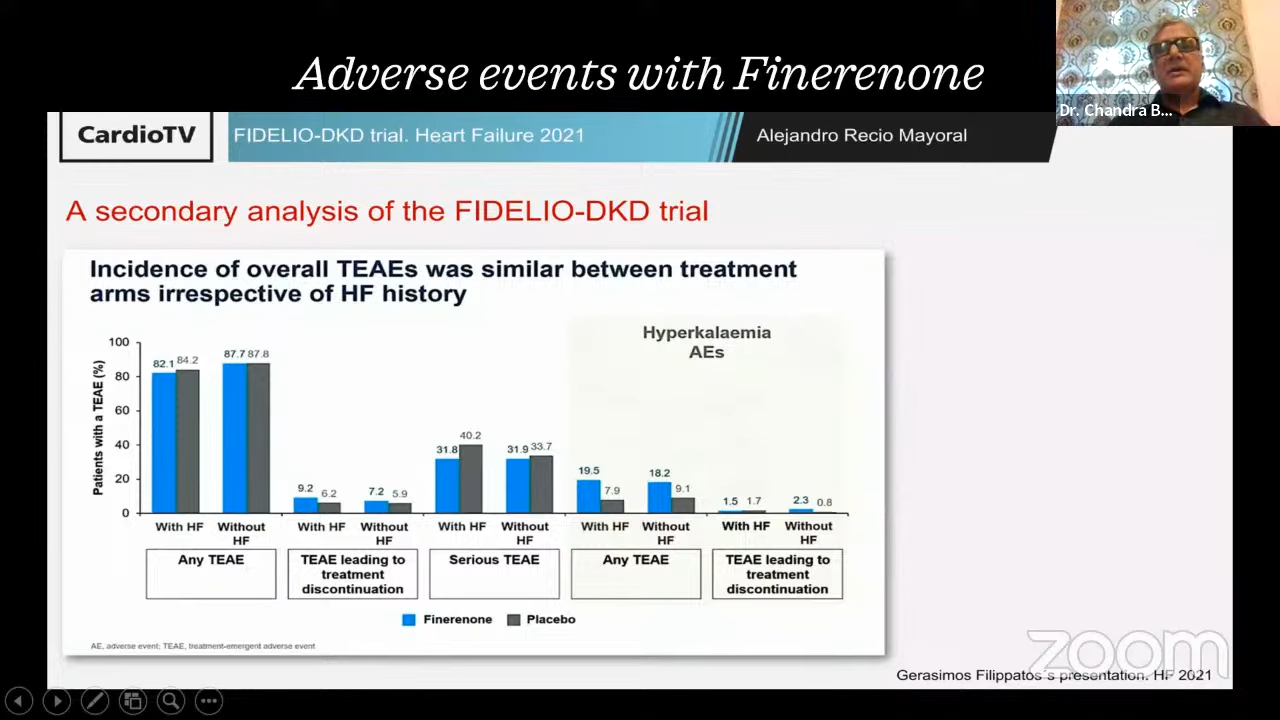 Adverse events with Finerenone
Dr. Chandra B...
CardioTV
FIDELIO-DKD trial. Heart Failure 2021
Alejandro Recio Mayoral
A secondary analysis of the FIDELIO-DKD trial
Incidence of overall TEAEs was similar between treatment
arms irrespective of HF history
Hyperkalaemia
AEs
Patients with a TEAE (%)
100
80
60
40
20
0
82.1 84.2 87.7 87.8
9.2 6.2 7.2 5.9
31.8 40.2 31.9 33.7
19.5 7.9 18.2 9.1
1.5 1.7 2.3 0.8
With HF Without HF With HF Without HF With HF Without HF With HF Without HF With HF Without HF
Any TEAE
TEAE leading to
treatment
discontinuation
Serious TEAE
Any TEAE
TEAE leading to
treatment
discontinuation
Finerenone Placebo
AE, adverse event; TEAE, treatment-emergent adverse event
zoom
Gerasimos Filippatos´s presentation. HF 2021